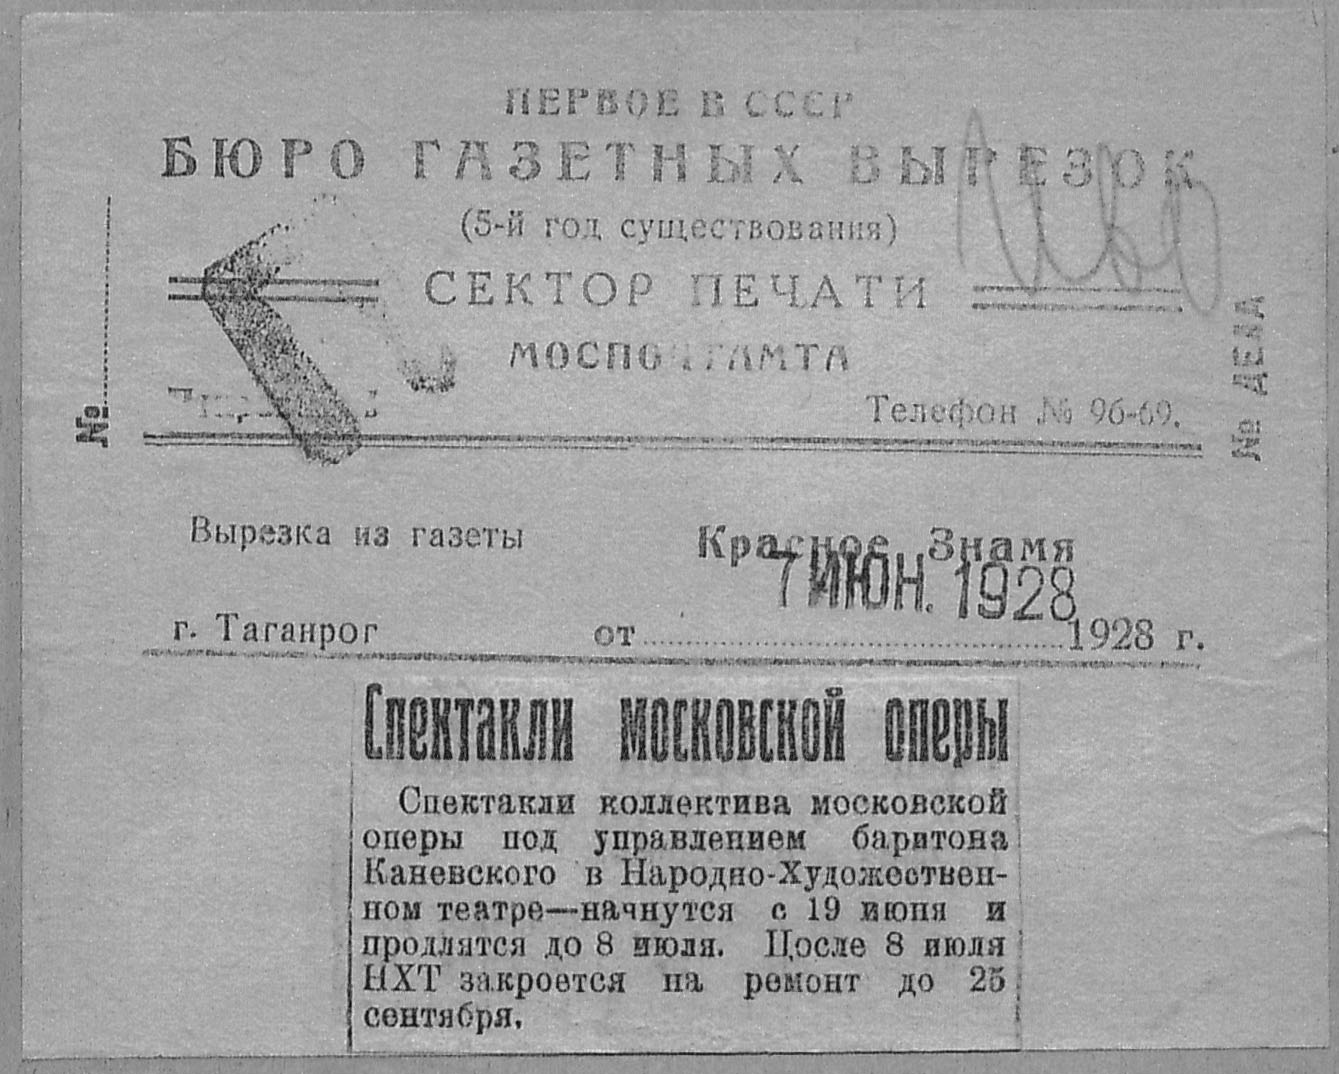 ПЕРВОЕ В СССР
БЮРО ГАЗЕТНЫХ ВЫРЕЗОК
(5-й год существования)
СЕКТОР ПЕЧАТИ
МОСПОЧТАМТА
Телефон № 96-69.
№
№ ДЕЛА
Вырезка из газеты Красное Знамя
7 ИЮН. 1928
г. Таганрог от 1928 г.
Спектакли московской оперы
Спектакли коллектива московской
оперы под управлением баритона
Каневского в Народно-Художествен-
ном театре—начнутся с 19 июня и
продлятся до 8 июля. После 8 июля
НХТ закроется на ремонт до 25
сентября.